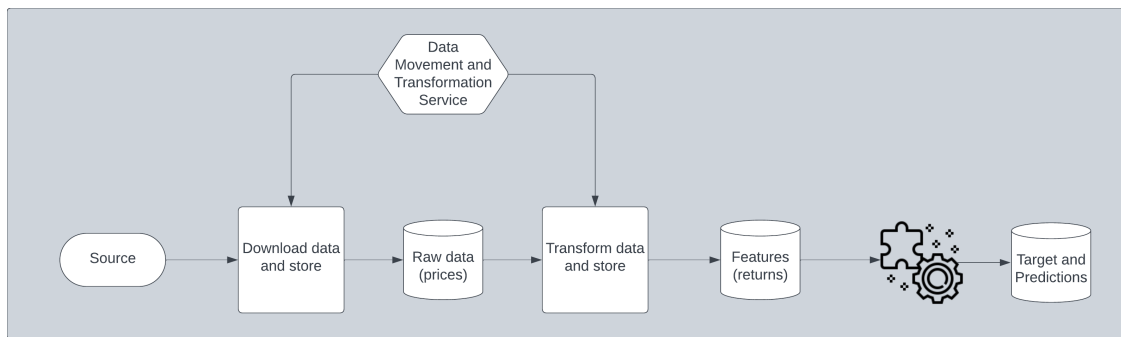 Data
Movement and
Transformation
Service
Source
Download data
and store
Raw data
(prices)
Transform data
and store
Features
(returns)
Target and
Predictions